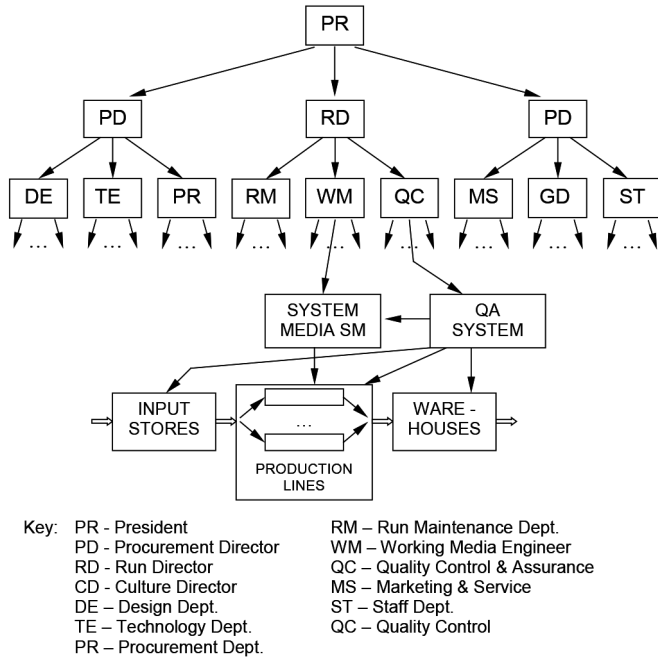 PR
PD RD PD
DE TE PR RM WM QC MS GD ST
... ... ... ... ... ... ... ... ...
SYSTEM
MEDIA SM
QA
SYSTEM
INPUT
STORES
...
PRODUCTION
LINES
WARE -
HOUSES
Key: PR - President
PD - Procurement Director
RD - Run Director
CD - Culture Director
DE – Design Dept.
TE – Technology Dept.
PR – Procurement Dept.
RM – Run Maintenance Dept.
WM – Working Media Engineer
QC – Quality Control & Assurance
MS – Marketing & Service
ST – Staff Dept.
QC – Quality Control